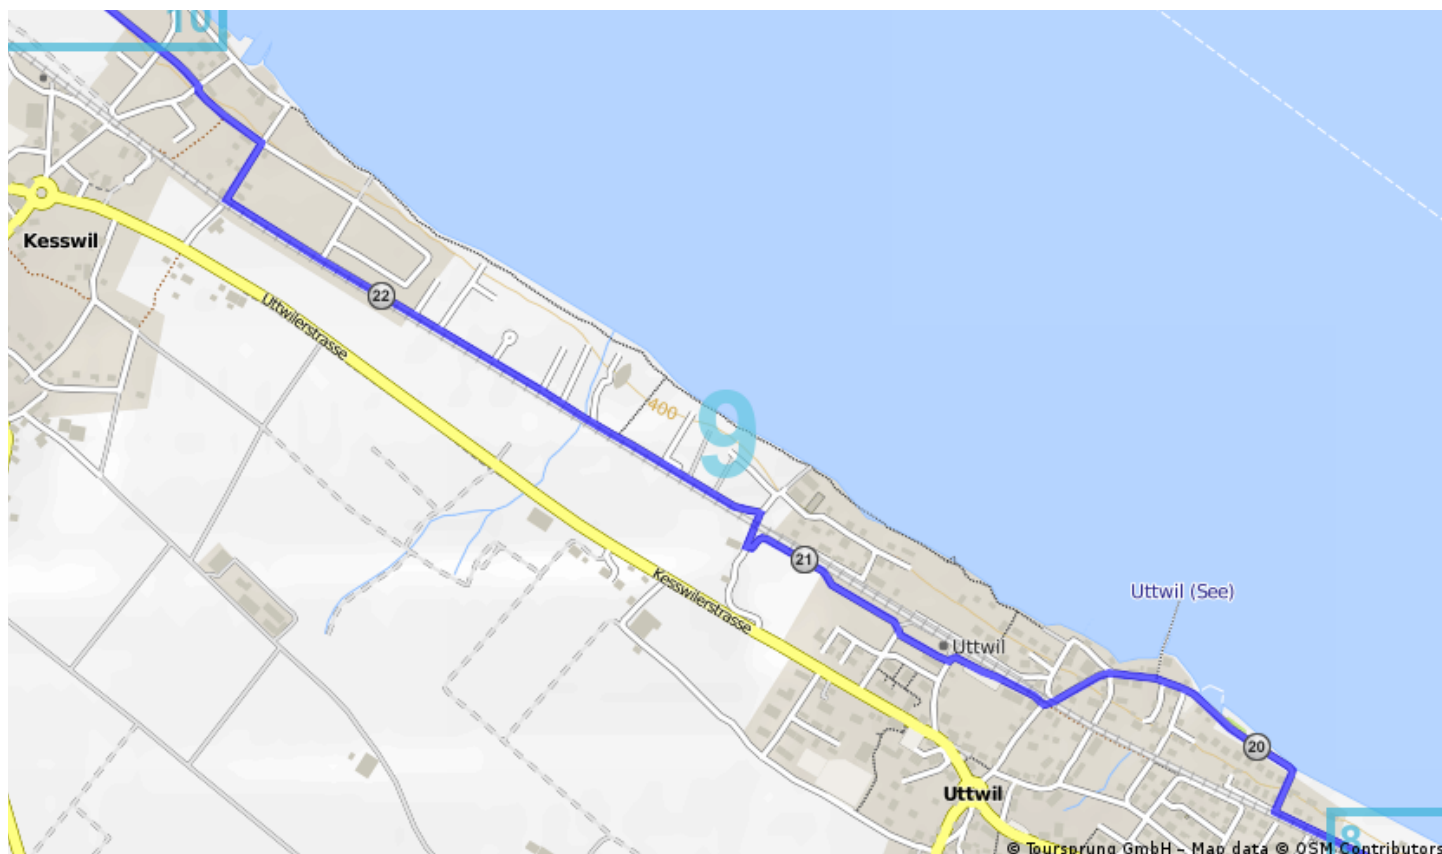 10
Kesswil
22
Uttwilerstrasse
400
9
21
Kesswilerstrasse
Uttwil (See)
Uttwil
20
Uttwil
8
© Toursprung GmbH – Map data © OSM Contributors